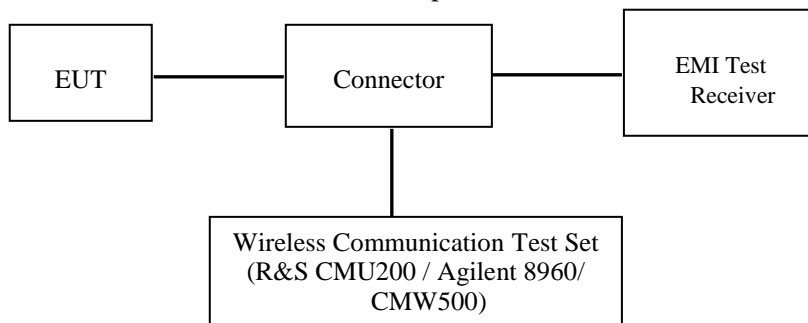 EUT
Connector
EMI Test
Receiver
Wireless Communication Test Set
(R&S CMU200 / Agilent 8960/
CMW500)